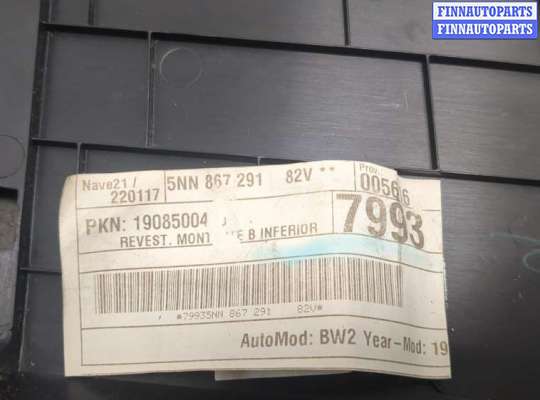 FINNAUTOPARTS
FINNAUTOPARTS
Nave21/
220117
5NN 867 291 82V **
Prov.
00566
PKN: 19085004
7993
REVEST. MONT B INFERIOR
*79935NN 867 291 82V*
AutoMod: BW2 Year-Mod: 19